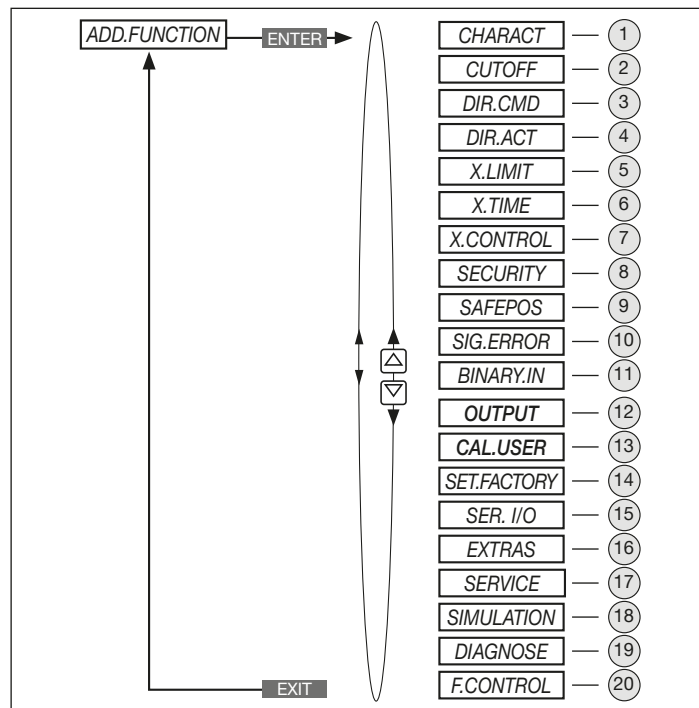 ADD.FUNCTION ENTER CHARACT 1
CUTOFF 2
DIR.CMD 3
DIR.ACT 4
X.LIMIT 5
X.TIME 6
X.CONTROL 7
SECURITY 8
SAFEPOS 9
SIG.ERROR 10
BINARY.IN 11
OUTPUT 12
CAL.USER 13
SET.FACTORY 14
SER. I/O 15
EXTRAS 16
SERVICE 17
SIMULATION 18
DIAGNOSE 19
EXIT F.CONTROL 20